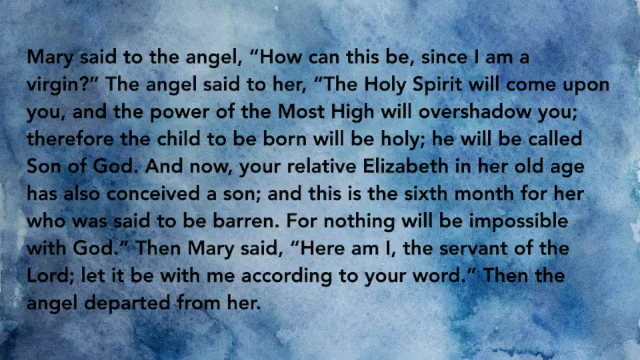 Mary said to the angel, “How can this be, since I am a
virgin?” The angel said to her, “The Holy Spirit will come upon
you, and the power of the Most High will overshadow you;
therefore the child to be born will be holy; he will be called
Son of God. And now, your relative Elizabeth in her old age
has also conceived a son; and this is the sixth month for her
who was said to be barren. For nothing will be impossible
with God.” Then Mary said, “Here am I, the servant of the
Lord; let it be with me according to your word.” Then the
angel departed from her.